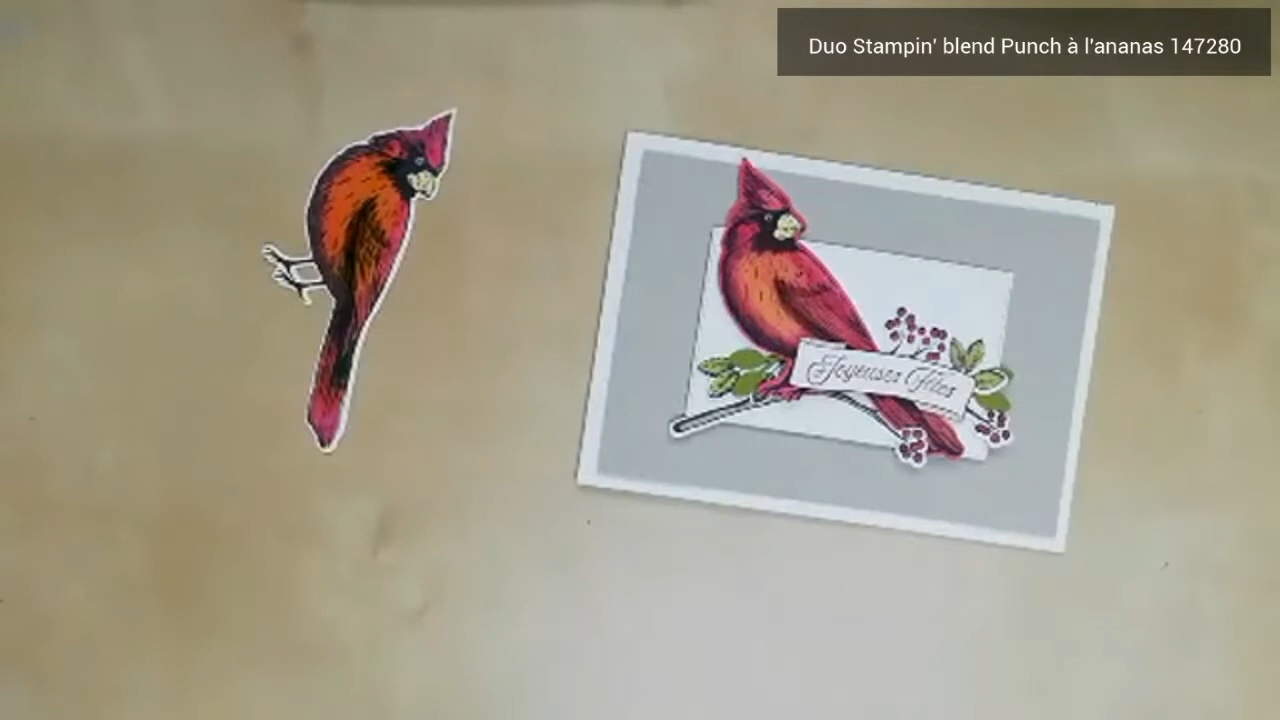 Duo Stampin' blend Punch à l'ananas 147280
Joyeuses Fêtes